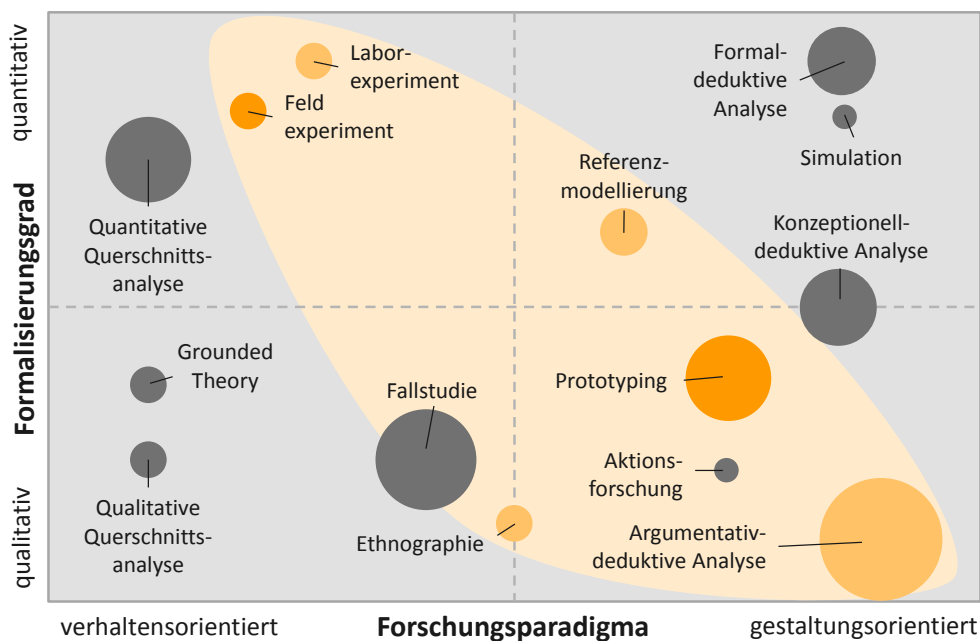 quantitativ
Formalisierungsgrad
qualitativ
Labor-
experiment
Feld
experiment
Formal-
deduktive
Analyse
Simulation
Referenz-
modellierung
Quantitative
Querschnitts-
analyse
Konzeptionell-
deduktive Analyse
Grounded
Theory
Fallstudie
Prototyping
Aktions-
forschung
Qualitative
Querschnitts-
analyse
Ethnographie
Argumentativ-
deduktive Analyse
verhaltensorientiert
Forschungsparadigma
gestaltungsorientiert